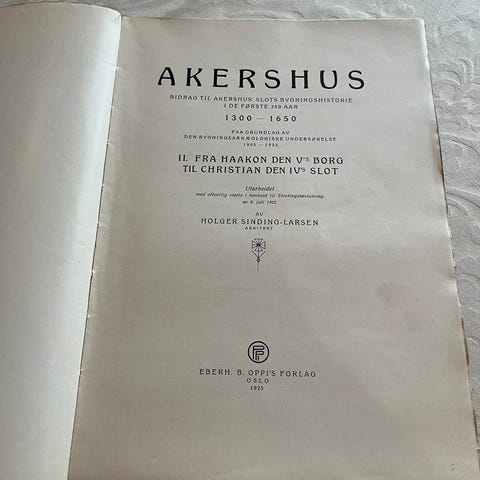 AKERSHUS
BIDRAG TIL AKERSHUS' SLOTS BYGNINGSHISTORIE
I DE FØRSTE 350 AAR
1300 — 1650
PAA GRUNDLAG AV
DEN BYGNINGSARKÆOLOGISKE UNDERSØKELSE
1905 — 1925
II. FRA HAAKON DEN V'S BORG
TIL CHRISTIAN DEN IV'S SLOT
Utarbeidet
med offentlig støtte i henhold til Stortingsbeslutning
av 8. juli 1922
AV
HOLGER SINDING-LARSEN
ARKITEKT
EBERH. B. OPPI'S FORLAG
OSLO
1925